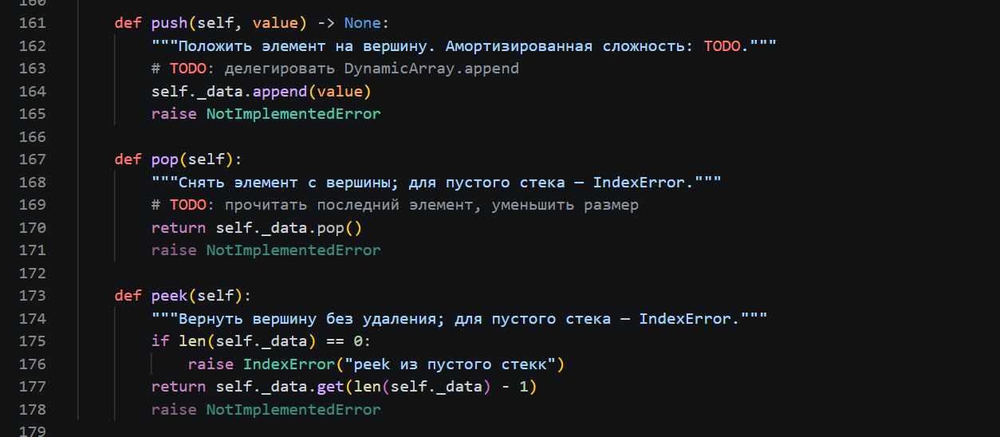 160
161 def push(self, value) -> None:
162 """Положить элемент на вершину. Амортизированная сложность: TODO."""
163 # TODO: делегировать DynamicArray.append
164 self._data.append(value)
165 raise NotImplementedError
166
167 def pop(self):
168 """Снять элемент с вершины; для пустого стека — IndexError."""
169 # TODO: прочитать последний элемент, уменьшить размер
170 return self._data.pop()
171 raise NotImplementedError
172
173 def peek(self):
174 """Вернуть вершину без удаления; для пустого стека — IndexError."""
175 if len(self._data) == 0:
176 raise IndexError("peek из пустого стекк")
177 return self._data.get(len(self._data) - 1)
178 raise NotImplementedError
179